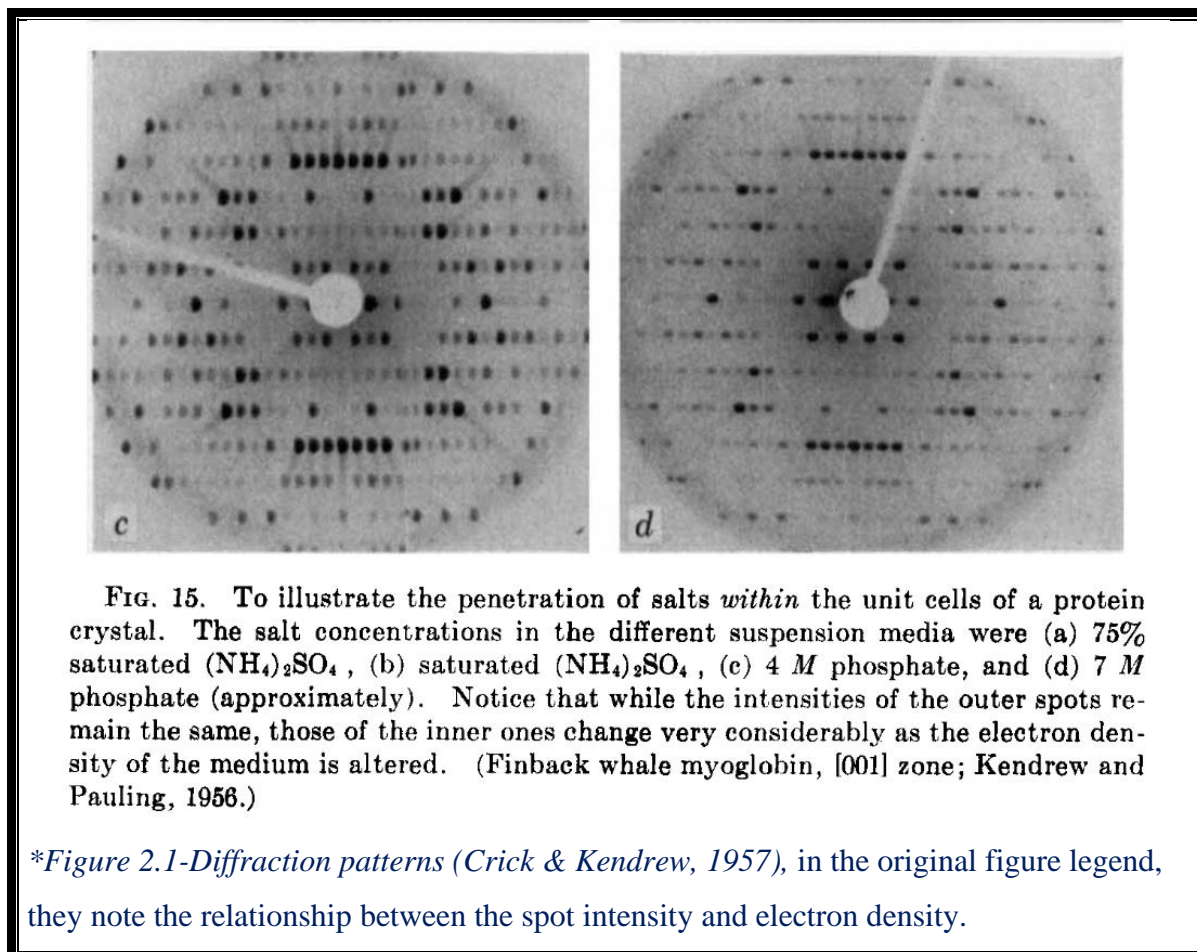 c
d
FIG. 15. To illustrate the penetration of salts within the unit cells of a protein
crystal. The salt concentrations in the different suspension media were (a) 75%
saturated (NH₄)₂SO₄ , (b) saturated (NH₄)₂SO₄ , (c) 4 M phosphate, and (d) 7 M
phosphate (approximately). Notice that while the intensities of the outer spots re-
main the same, those of the inner ones change very considerably as the electron den-
sity of the medium is altered. (Finback whale myoglobin, [001] zone; Kendrew and
Pauling, 1956.)
*Figure 2.1-Diffraction patterns (Crick & Kendrew, 1957), in the original figure legend,
they note the relationship between the spot intensity and electron density.